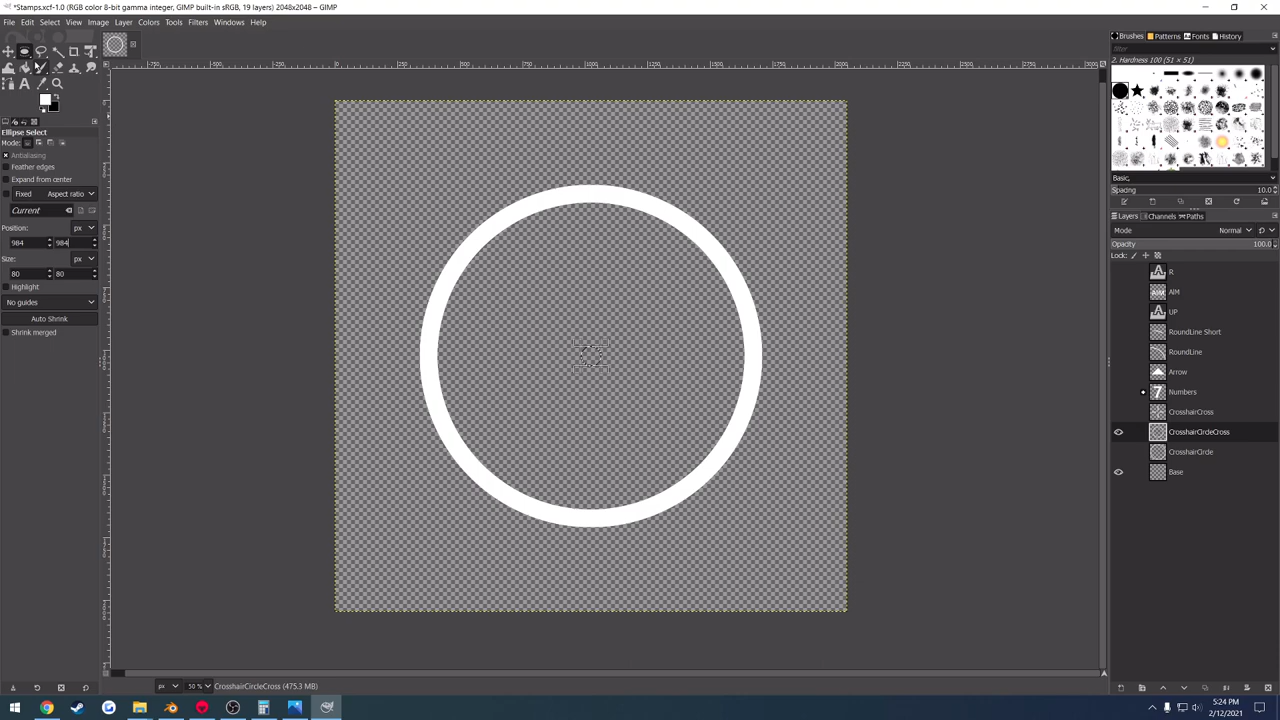 *Stamps.xcf-1.0 (RGB color 8-bit gamma integer, GIMP built-in sRGB, 19 layers) 2048x2048 – GIMP
File Edit Select View Image Layer Colors Tools Filters Windows Help
Ellipse Select
Mode:
Antialiasing
Feather edges
Expand from center
Fixed Aspect ratio
Current
Position: px
984 984
Size: px
80 80
Highlight
No guides
Auto Shrink
Shrink merged
Brushes Patterns Fonts History
filter
2. Hardness 100 (51 × 51)
Basic,
Spacing 10.0
Layers Channels Paths
Mode Normal
Opacity 100.0
Lock:
R
AIM
UP
RoundLine Short
RoundLine
Arrow
Numbers
CrosshairCross
CrosshairCircleCross
CrosshairCircle
Base
px 50 % CrosshairCircleCross (475.3 MB)
5:24 PM
2/12/2021